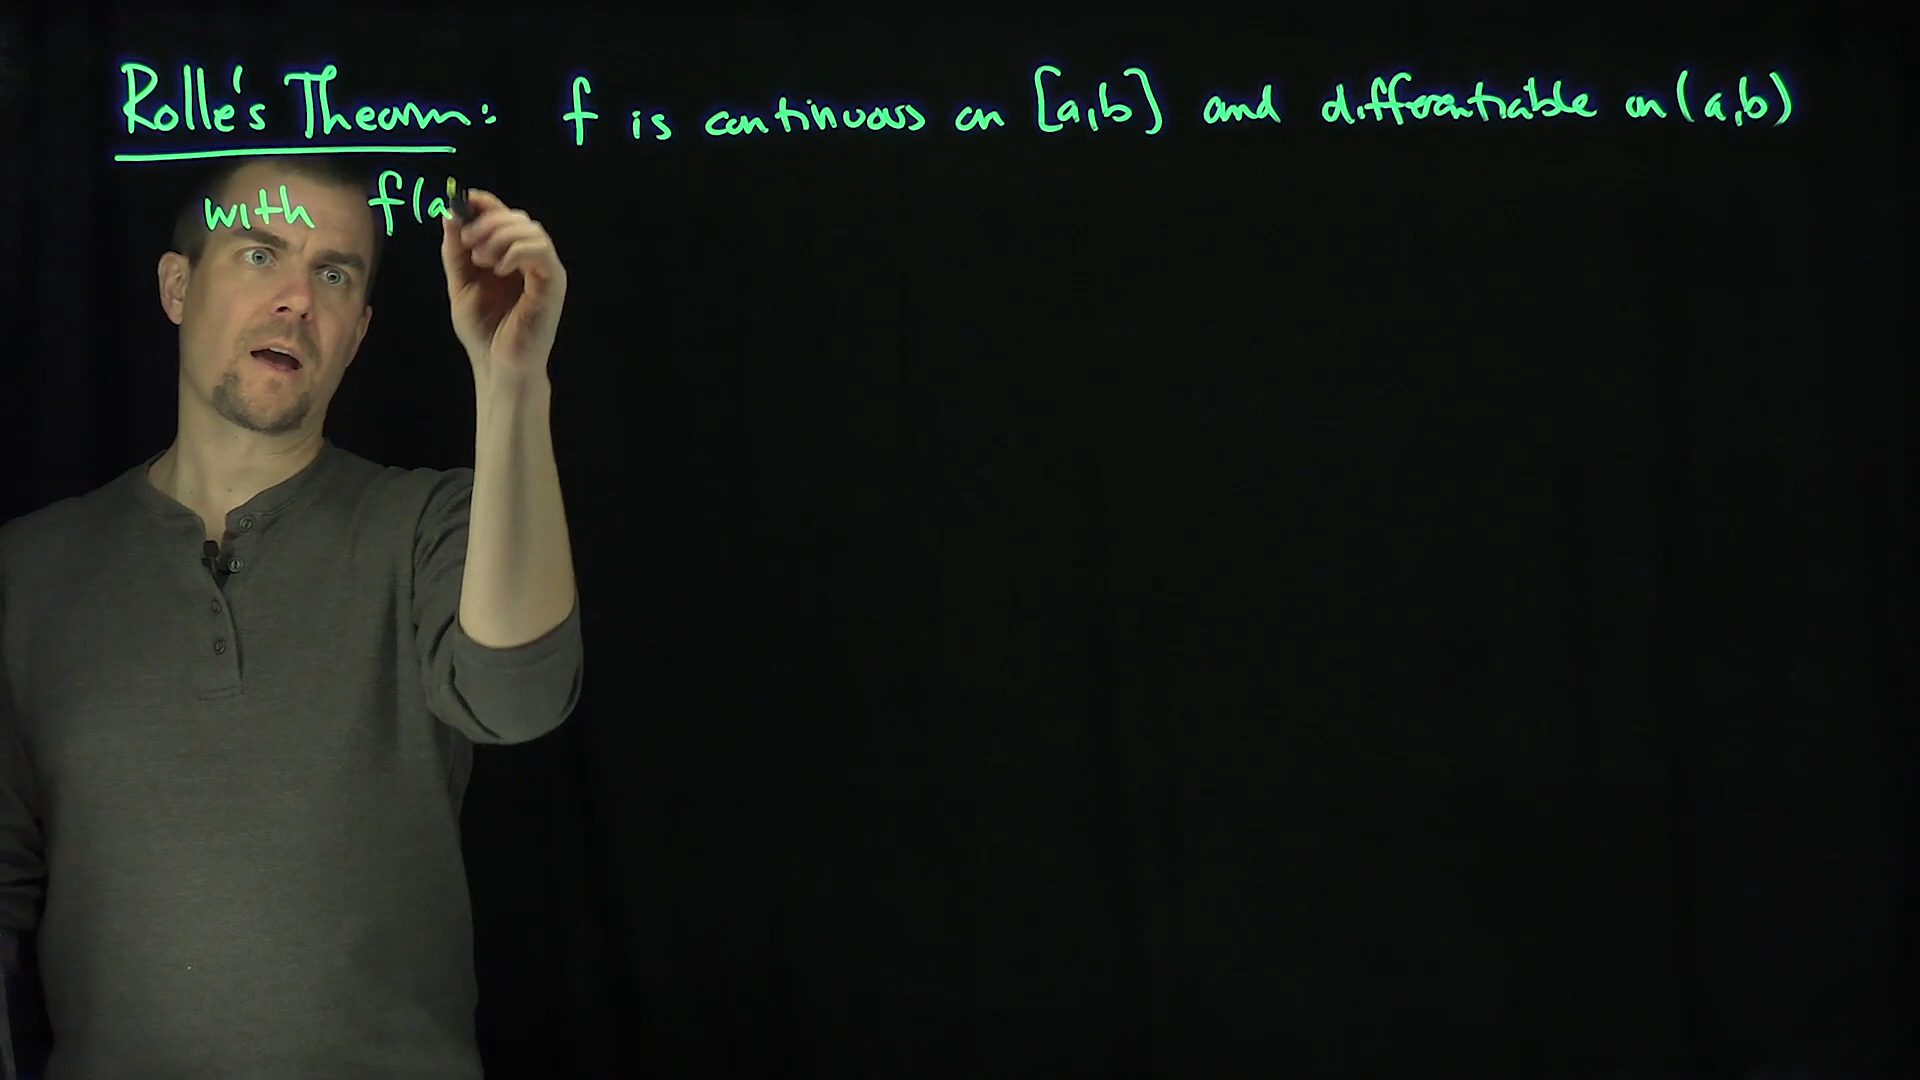 Rolle's Theorem: f is continuous on [a,b] and differentiable on (a,b)
with f(a